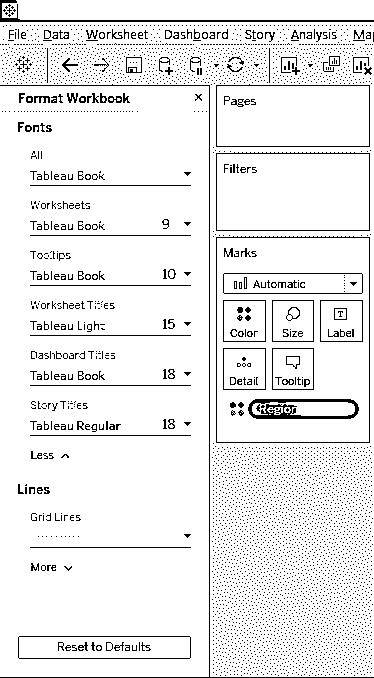 File Data Worksheet Dashboard Story Analysis Map
Format Workbook
Fonts
All
Tableau Book
Worksheets
Tableau Book 9
Tooltips
Tableau Book 10
Worksheet Titles
Tableau Light 15
Dashboard Titles
Tableau Book 18
Story Titles
Tableau Regular 18
Less
Lines
Grid Lines
More
Reset to Defaults
Pages
Filters
Marks
Automatic
Color Size Label
Detail Tooltip
Region